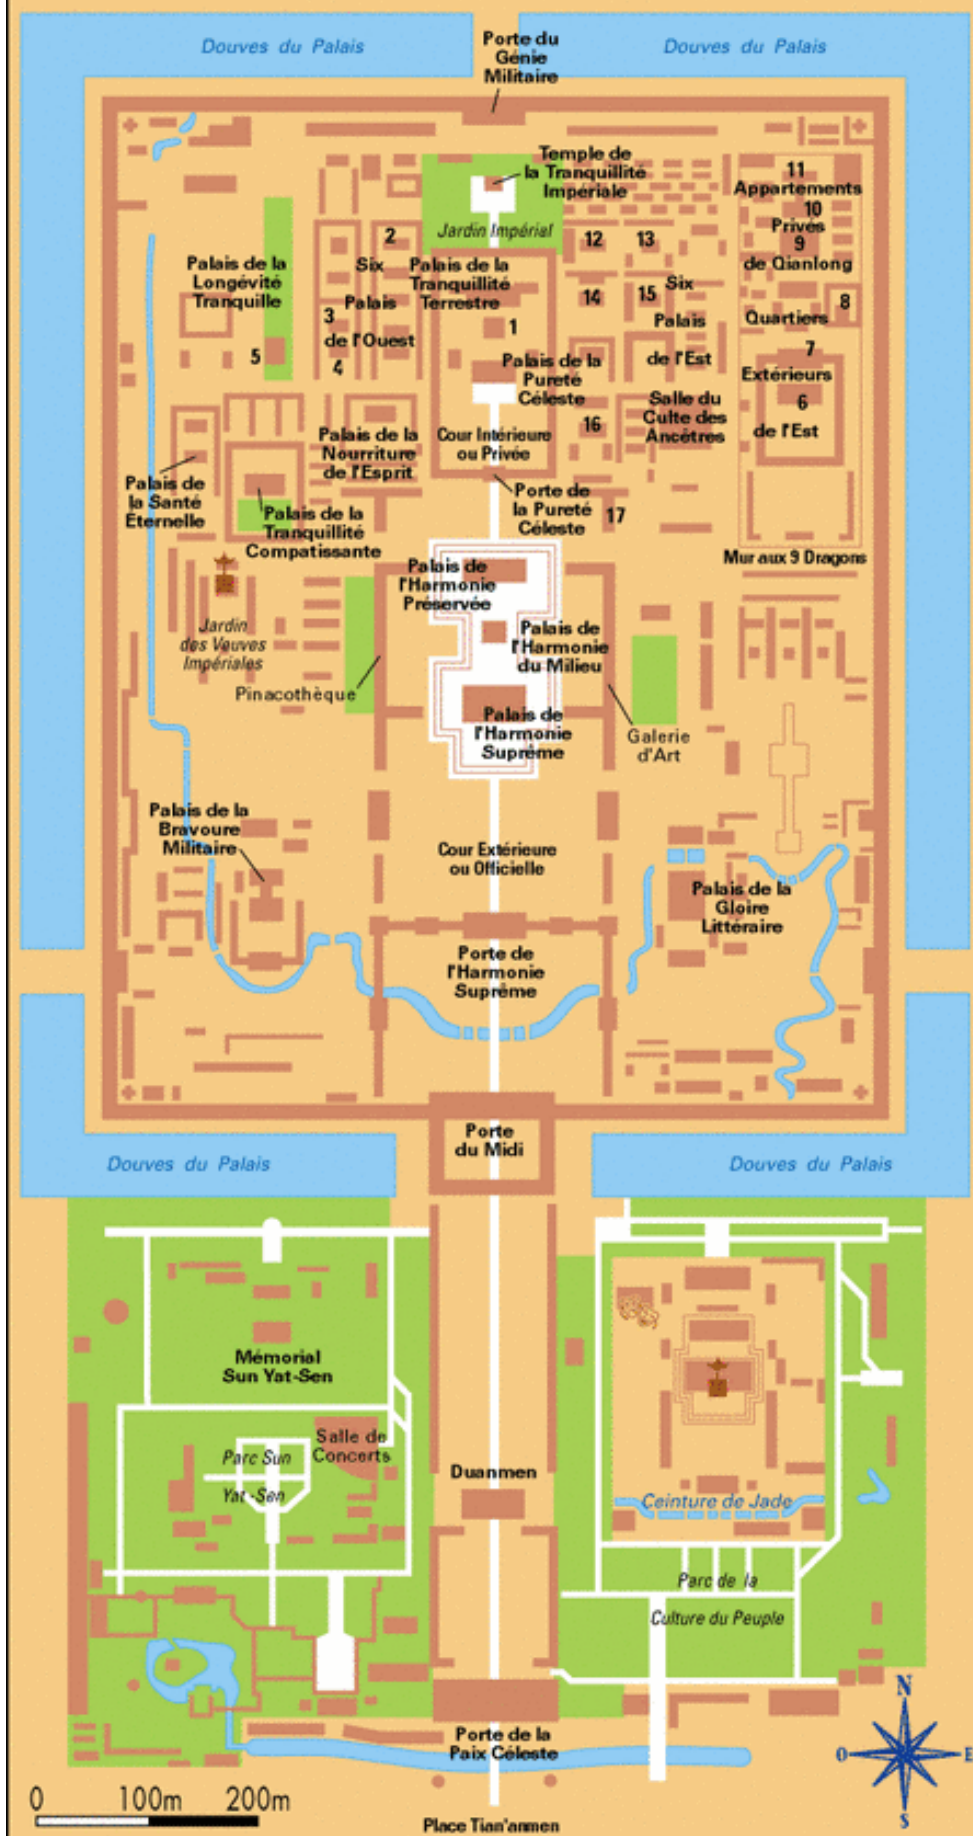 Douves du Palais
Porte du
Génie
Militaire
Douves du Palais
Temple de
la Tranquillité
Impériale
Jardin Impérial
11
Appartements
10
Privés
9
de Qianlong
8
Quartiers
7
Extérieurs
6
de l'Est
Palais de la
Longévité
Tranquille
5
2
Six
Palais
3
de l'Ouest
4
Palais de la
Tranquillité
Terrestre
1
Palais de la
Pureté
Céleste
12
13
14
15
Six
Palais
de l'Est
Salle du
Culte des
Ancêtres
16
Cour Intérieure
ou Privée
Palais de la
Nourriture
de l'Esprit
Palais de
la Santé
Eternelle
Palais de la
Tranquillité
Compatissante
Porte de
la Pureté
Céleste
17
Mur aux 9 Dragons
Jardin
des Veuves
Impériales
Pinacothèque
Palais de
l'Harmonie
Préservée
Palais de
l'Harmonie
du Milieu
Palais de
l'Harmonie
Suprême
Galerie
d'Art
Palais de la
Bravoure
Militaire
Cour Extérieure
ou Officielle
Palais de la
Gloire
Littéraire
Porte de
l'Harmonie
Suprême
Porte
du Midi
Douves du Palais
Douves du Palais
Mémorial
Sun Yat-Sen
Salle de
Concerts
Parc Sun
Yat-Sen
Duanmen
Ceinture de Jade
Parc de la
Culture du Peuple
Porte de la
Paix Céleste
N
O
E
S
0
100m
200m
Place Tian'anmen